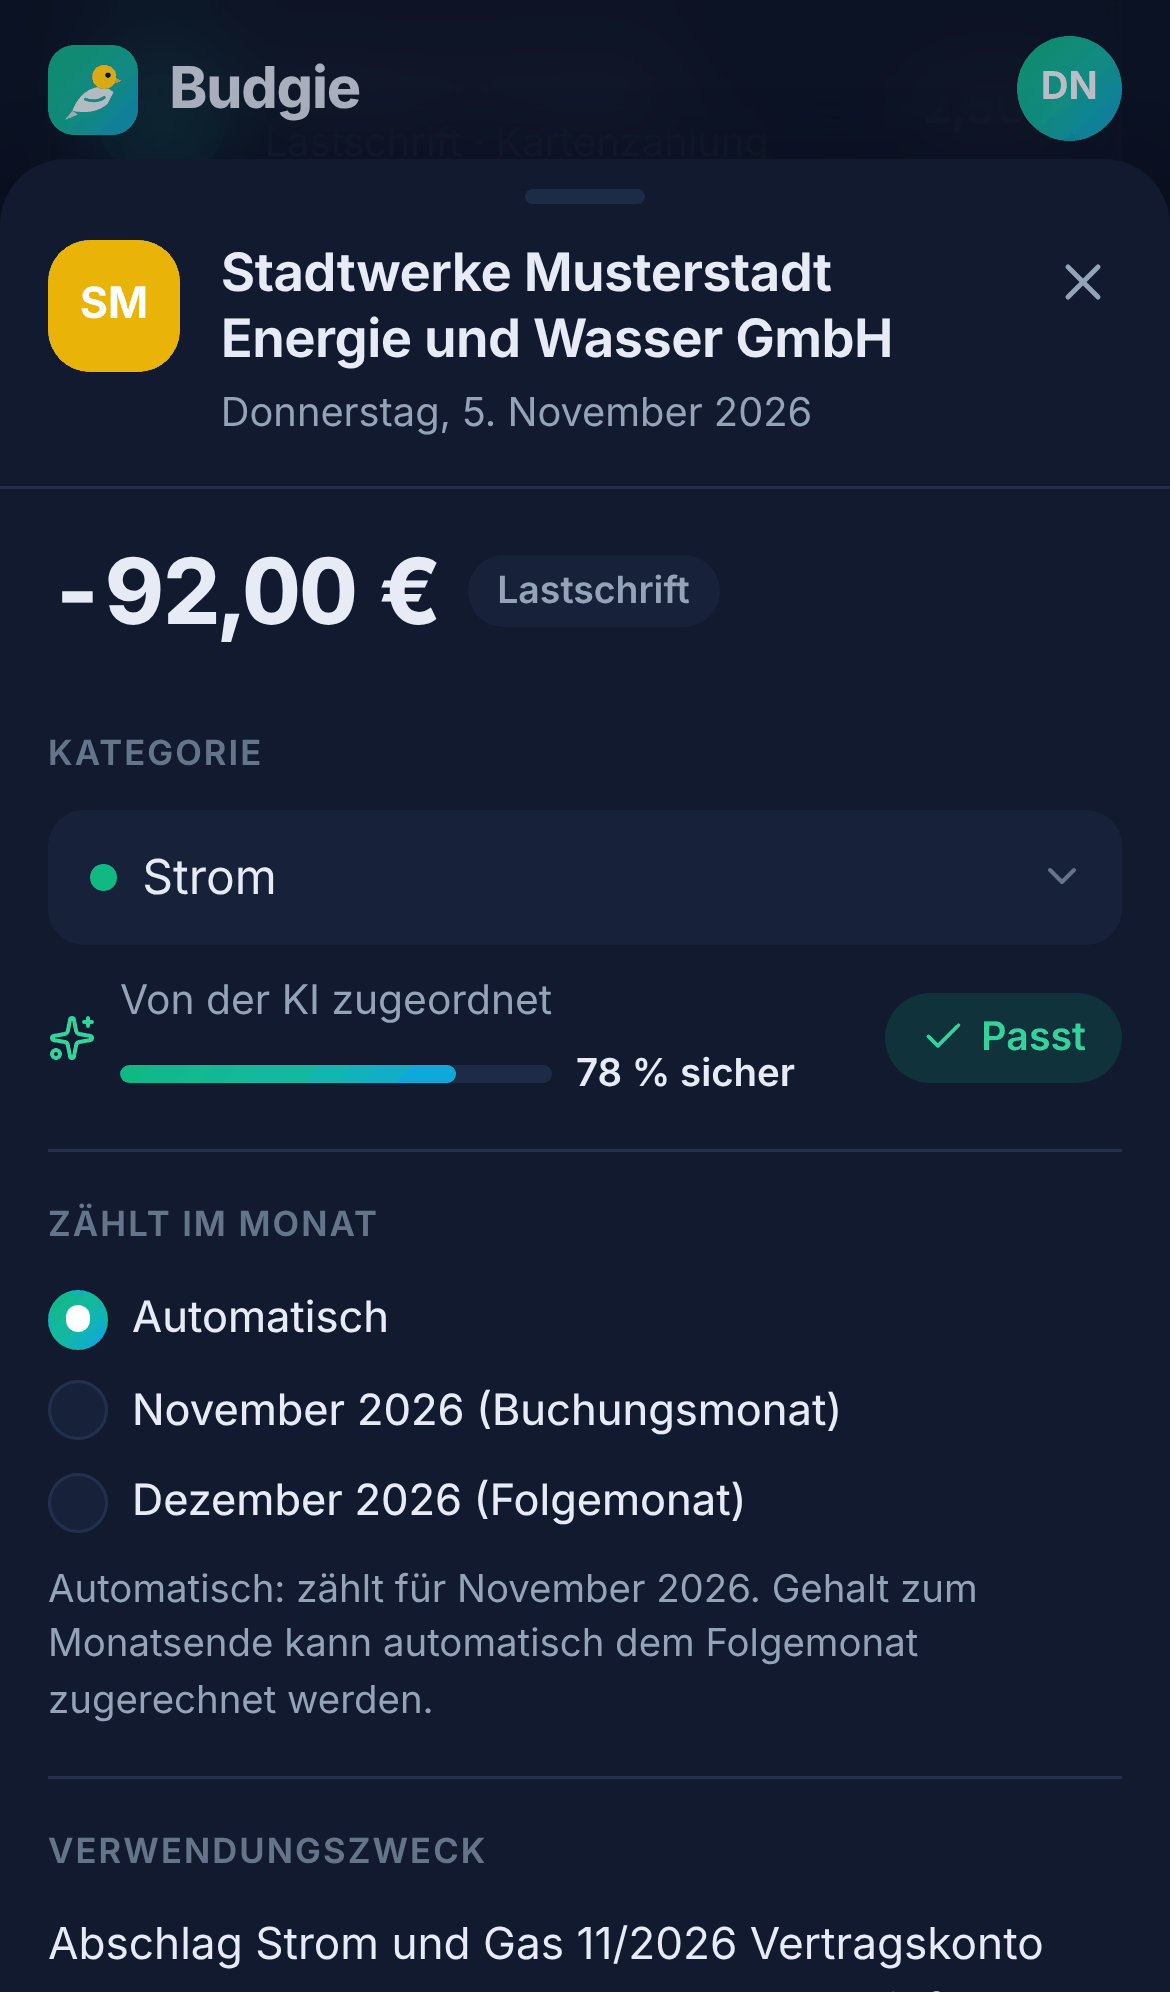 Budgie
DN
Lastschrift · Kartenzahlung
SM
Stadtwerke Musterstadt
Energie und Wasser GmbH
Donnerstag, 5. November 2026
-92,00 €
Lastschrift
KATEGORIE
Strom
Von der KI zugeordnet
78 % sicher
Passt
ZÄHLT IM MONAT
Automatisch
November 2026 (Buchungsmonat)
Dezember 2026 (Folgemonat)
Automatisch: zählt für November 2026. Gehalt zum
Monatsende kann automatisch dem Folgemonat
zugerechnet werden.
VERWENDUNGSZWECK
Abschlag Strom und Gas 11/2026 Vertragskonto